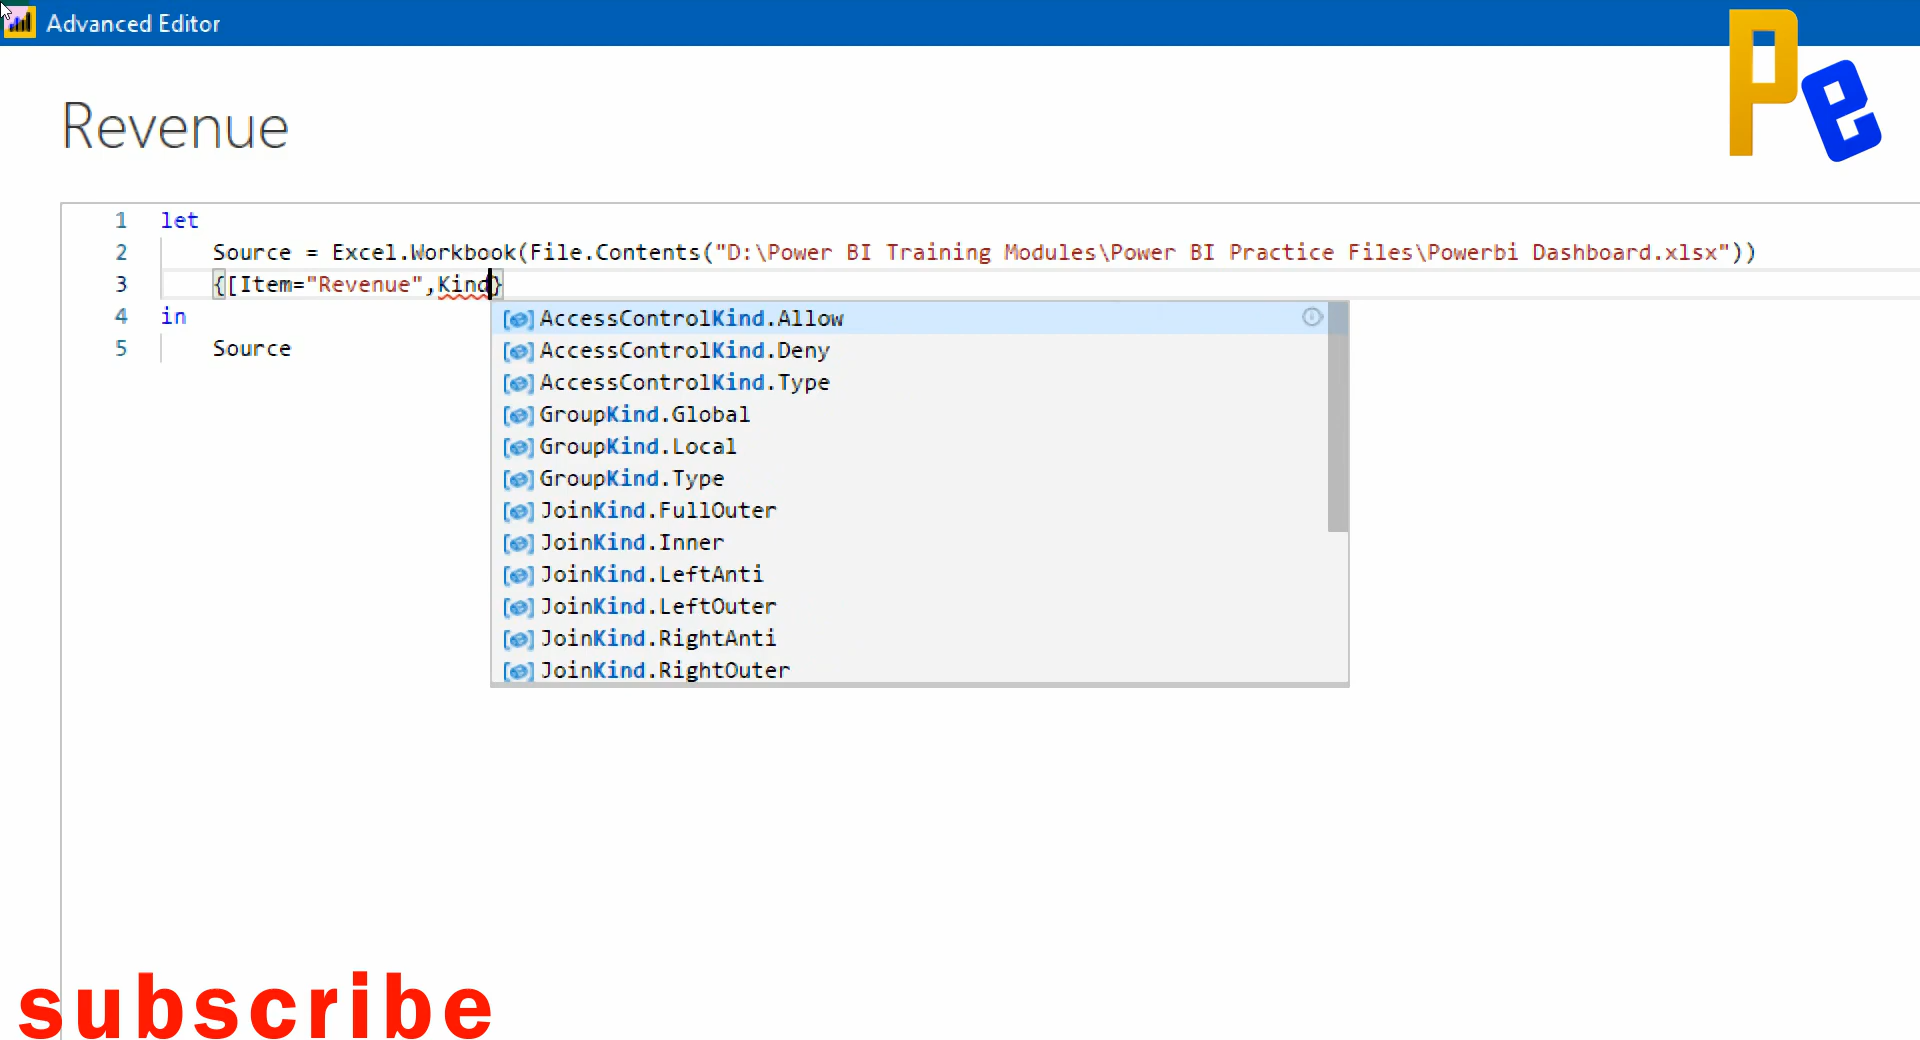 Advanced Editor
Pe
Revenue
1 let
2 Source = Excel.Workbook(File.Contents("D:\Power BI Training Modules\Power BI Practice Files\Powerbi Dashboard.xlsx"))
3 {[Item="Revenue",Kind}
4 in
5 Source
AccessControlKind.Allow
AccessControlKind.Deny
AccessControlKind.Type
GroupKind.Global
GroupKind.Local
GroupKind.Type
JoinKind.FullOuter
JoinKind.Inner
JoinKind.LeftAnti
JoinKind.LeftOuter
JoinKind.RightAnti
JoinKind.RightOuter
subscribe